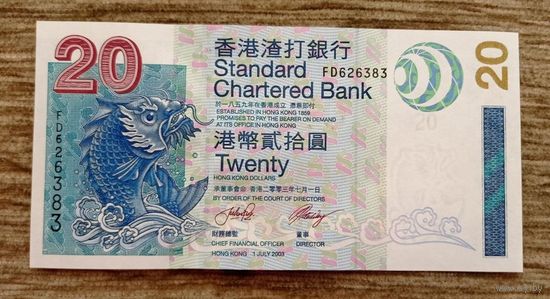 20
香港渣打銀行
Standard
Chartered Bank
FD626383
於一八五九年在香港成立 憑票即付
ESTABLISHED IN HONG KONG 1859
PROMISES TO PAY THE BEARER ON DEMAND
AT ITS OFFICE IN HONG KONG
港幣貳拾圓
Twenty
HONG KONG DOLLARS
承董事會命 香港二零零三年七月一日
BY ORDER OF THE COURT OF DIRECTORS
財務總監 董事
CHIEF FINANCIAL OFFICER DIRECTOR
HONG KONG 1 JULY 2003
FD626383
20